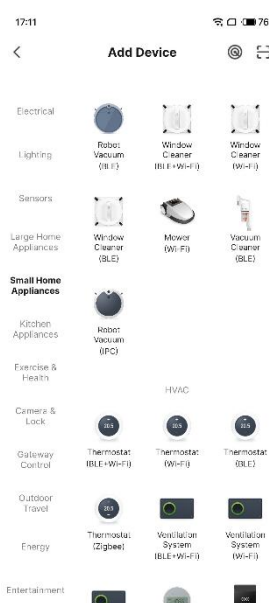 17:11
76
Add Device
Electrical
Lighting
Sensors
Large Home
Appliances
Small Home
Appliances
Kitchen
Appliances
Exercise &
Health
Camera &
Lock
Gateway
Control
Outdoor
Travel
Energy
Entertainment
Robot
Vacuum
(BLE)
Window
Cleaner
(BLE+Wi-Fi)
Window
Cleaner
(Wi-Fi)
Window
Cleaner
(BLE)
Mower
(Wi-Fi)
Vacuum
Cleaner
(BLE)
Robot
Vacuum
(IPC)
HVAC
Thermostat
(BLE+Wi-Fi)
Thermostat
(Wi-Fi)
Thermostat
(BLE)
Thermostat
(Zigbee)
Ventilation
System
(BLE+Wi-Fi)
Ventilation
System
(Wi-Fi)